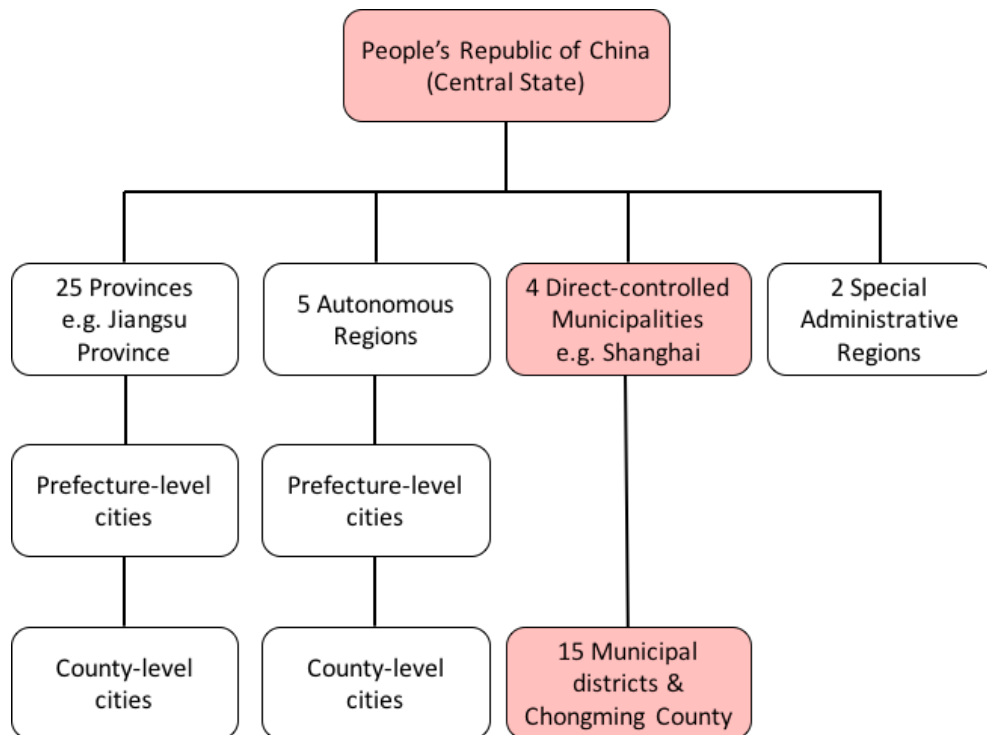 People’s Republic of China
(Central State)
25 Provinces
e.g. Jiangsu
Province
5 Autonomous
Regions
4 Direct-controlled
Municipalities
e.g. Shanghai
2 Special
Administrative
Regions
Prefecture-level
cities
Prefecture-level
cities
County-level
cities
County-level
cities
15 Municipal
districts &
Chongming County